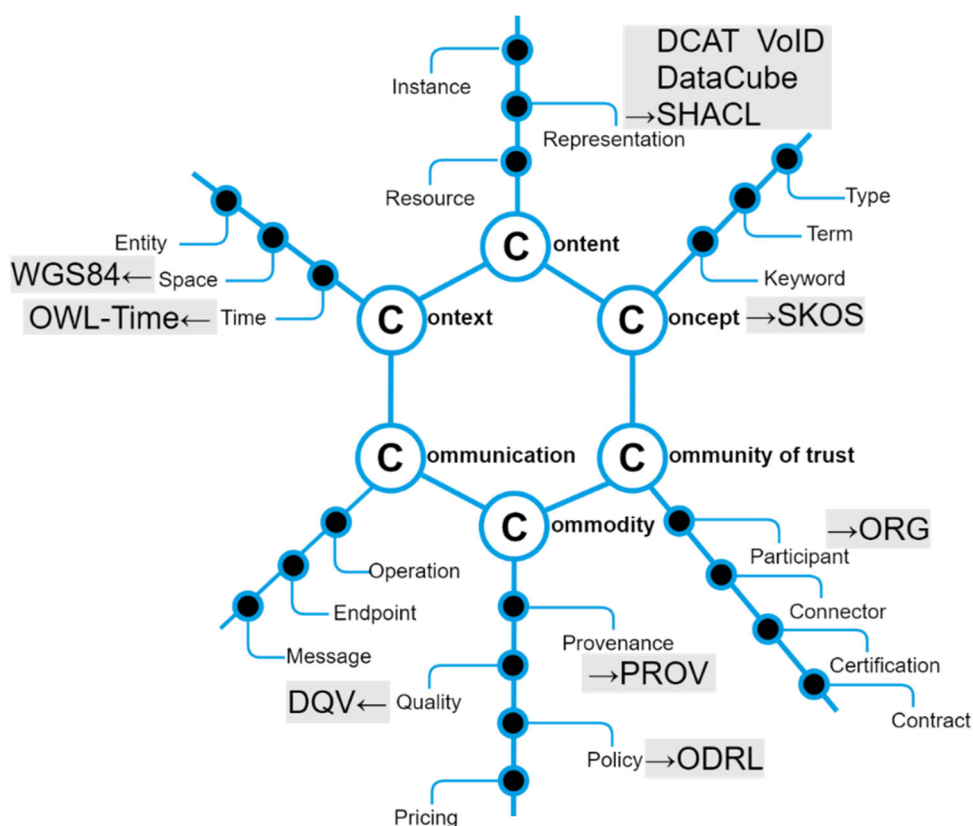 DCAT VoID
DataCube
→SHACL
Instance
Representation
Resource
Content
Type
Term
Keyword
Concept →SKOS
Entity
WGS84← Space
OWL-Time← Time
Context
Communication
Operation
Endpoint
Message
Community of trust
→ORG
Participant
Connector
Certification
Contract
Commodity
Provenance
→PROV
DQV← Quality
Policy →ODRL
Pricing